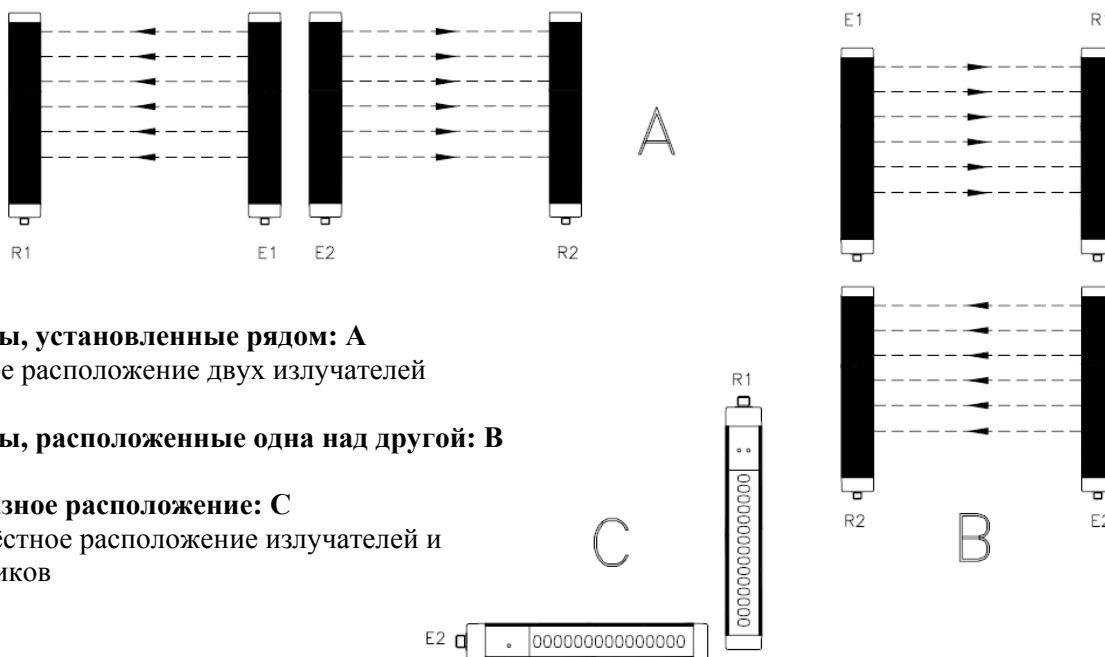 E1 R1
A
R1 E1 E2 R2
ы, установленные рядом: A
е расположение двух излучателей
R1
ы, расположенные одна над другой: B
зное расположение: C
R2 E2
C
B
стное расположение излучателей и
иков
E2